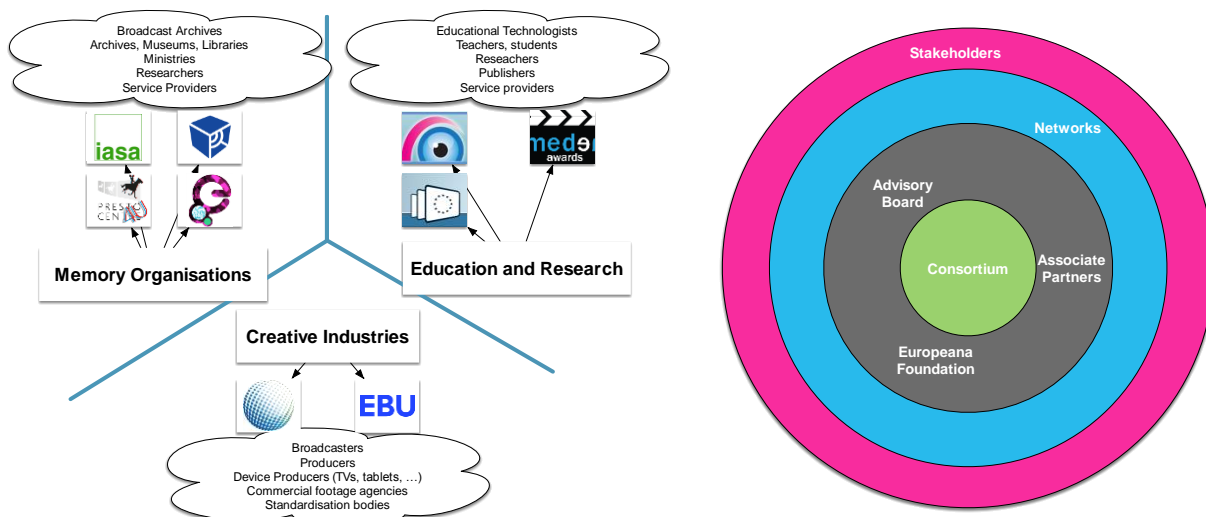 Broadcast Archives
Archives, Museums, Libraries
Ministries
Researchers
Service Providers
iasa
PRESTO
CEN
Memory Organisations
Educational Technologists
Teachers, students
Reseachers
Publishers
Service providers
awards
Education and Research
Creative Industries
EBU
Broadcasters
Producers
Device Producers (TVs, tablets, …)
Commercial footage agencies
Standardisation bodies
Stakeholders
Networks
Advisory
Board
Consortium
Associate
Partners
Europeana
Foundation